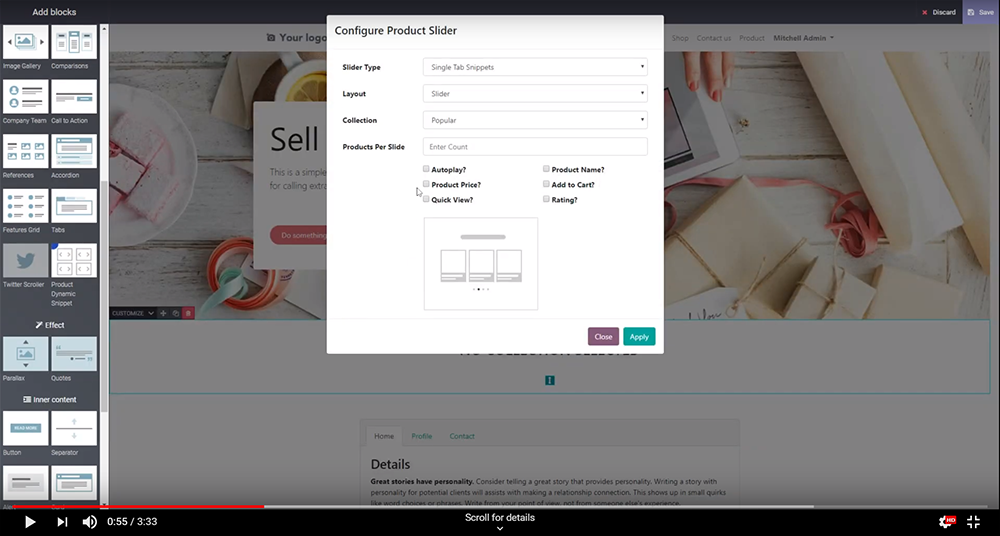 Add blocks
Discard
Save
Image Gallery
Comparisons
Company Team
Call to Action
References
Accordion
Features Grid
Tabs
Twitter Scroller
Product
Dynamic
Snippet
Effect
Parallax
Quotes
Inner content
READ MORE
Button
Separator
Your logo
Shop
Contact us
Product
Mitchell Admin
Sell
This is a simple
for calling extra
Do something
CUSTOMIZE
Configure Product Slider
Slider Type
Single Tab Snippets
Layout
Slider
Collection
Popular
Products Per Slide
Enter Count
Autoplay?
Product Name?
Product Price?
Add to Cart?
Quick View?
Rating?
Close
Apply
Home
Profile
Contact
Details
Great stories have personality. Consider telling a great story that provides personality. Writing a story with
personality for potential clients will assists with making a relationship connection. This shows up in small quirks
like word choices or phrases. Write from your point of view, not from someone else's experience.
0:55 / 3:33
Scroll for details
HD